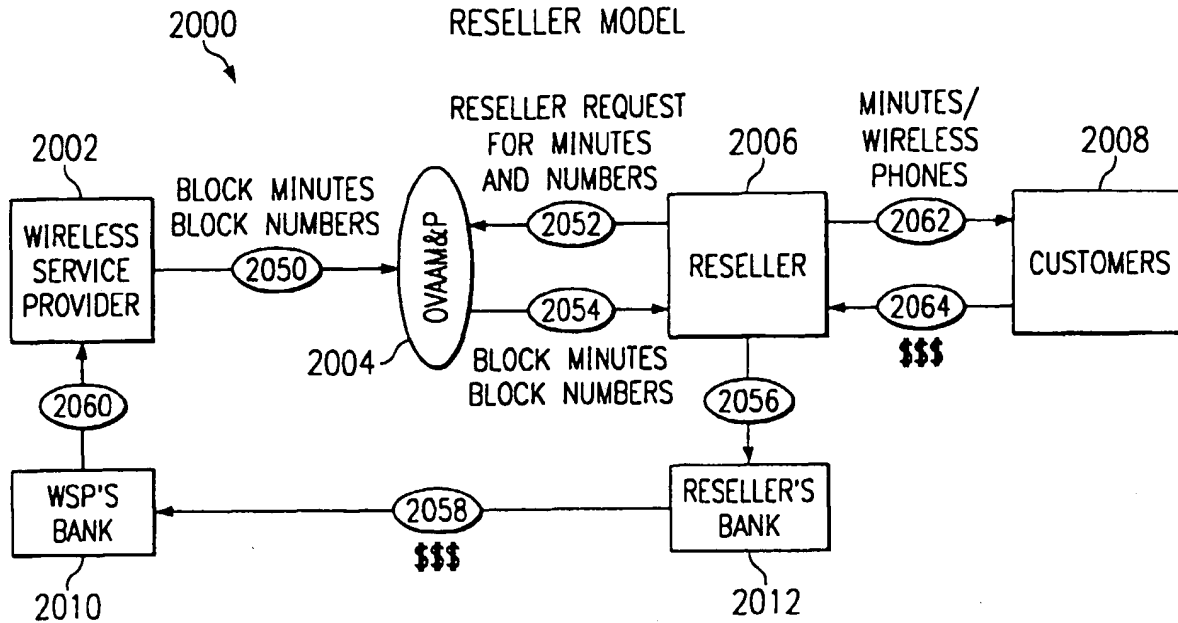 2000
RESELLER MODEL
RESELLER REQUEST
FOR MINUTES
AND NUMBERS
MINUTES/
WIRELESS
PHONES
2002
2006
2008
BLOCK MINUTES
BLOCK NUMBERS
WIRELESS
SERVICE
PROVIDER
2050
OVAAM&P
2052
2054
RESELLER
2062
2064
$$$
CUSTOMERS
2004
BLOCK MINUTES
BLOCK NUMBERS
2060
2056
WSP'S
BANK
2058
$$$
RESELLER'S
BANK
2010
2012